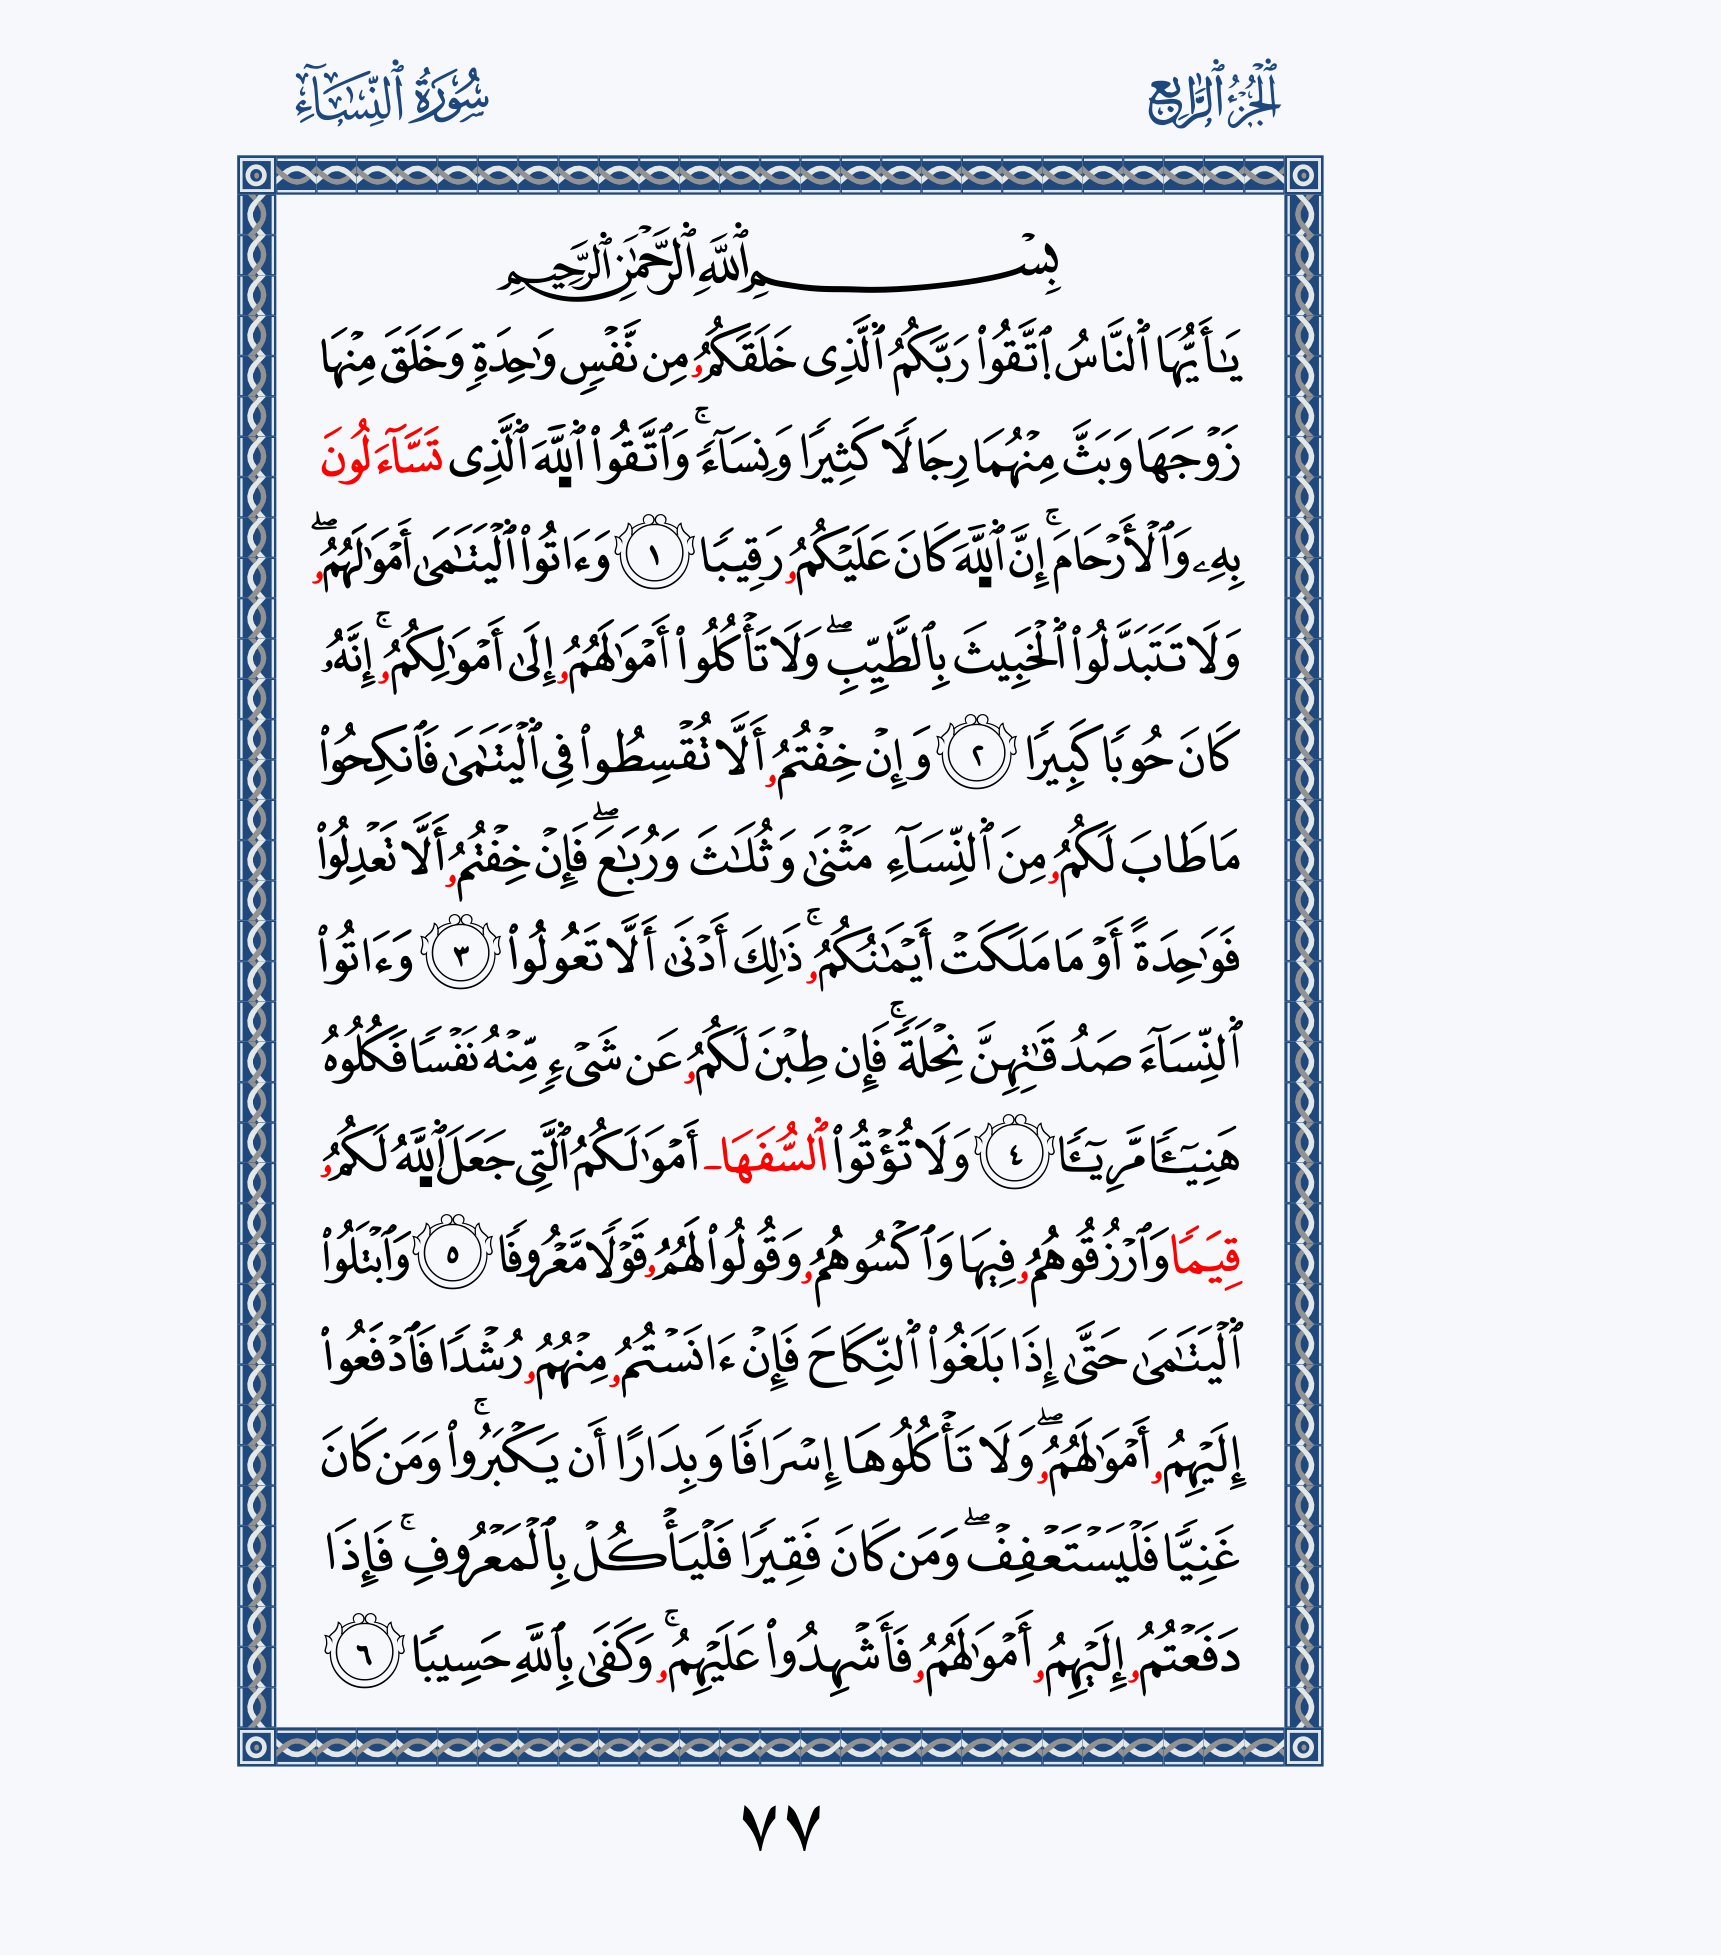 ٱلْجُزْءُ ٱلرَّابِعُ
سُورَةُ ٱلنِّسَآءِ
بِسْمِ ٱللَّهِ ٱلرَّحْمَٰنِ ٱلرَّحِيمِ
يَٰٓأَيُّهَا ٱلنَّاسُ ٱتَّقُوا۟ رَبَّكُمُ ٱلَّذِى خَلَقَكُمُۥ مِن نَّفْسٍ وَٰحِدَةٍ وَخَلَقَ مِنْهَا
زَوْجَهَا وَبَثَّ مِنْهُمَا رِجَالًا كَثِيرًا وَنِسَآءً ۚ وَٱتَّقُوا۟ ٱللَّهَ ٱلَّذِى تَسَّآءَلُونَ
بِهِۦ وَٱلْأَرْحَامَ ۚ إِنَّ ٱللَّهَ كَانَ عَلَيْكُمُۥ رَقِيبًا ١ وَءَاتُوا۟ ٱلْيَتَٰمَىٰ أَمْوَٰلَهُمُۥ ۖ
وَلَا تَتَبَدَّلُوا۟ ٱلْخَبِيثَ بِٱلطَّيِّبِ ۖ وَلَا تَأْكُلُوا۟ أَمْوَٰلَهُمُۥ إِلَىٰ أَمْوَٰلِكُمُۥ ۚ إِنَّهُۥ
كَانَ حُوبًا كَبِيرًا ٢ وَإِنْ خِفْتُمُۥ أَلَّا تُقْسِطُوا۟ فِى ٱلْيَتَٰمَىٰ فَٱنكِحُوا۟
مَا طَابَ لَكُمُۥ مِنَ ٱلنِّسَآءِ مَثْنَىٰ وَثُلَٰثَ وَرُبَٰعَ ۖ فَإِنْ خِفْتُمُۥ أَلَّا تَعْدِلُوا۟
فَوَٰحِدَةً أَوْ مَا مَلَكَتْ أَيْمَٰنُكُمُۥ ۚ ذَٰلِكَ أَدْنَىٰ أَلَّا تَعُولُوا۟ ٣ وَءَاتُوا۟
ٱلنِّسَآءَ صَدُقَٰتِهِنَّ نِحْلَةً ۚ فَإِن طِبْنَ لَكُمُۥ عَن شَىْءٍ مِّنْهُ نَفْسًا فَكُلُوهُ
هَنِيٓـًٔا مَّرِيٓـًٔا ٤ وَلَا تُؤْتُوا۟ ٱلسُّفَهَا أَمْوَٰلَكُمُ ٱلَّتِى جَعَلَ ٱللَّهُ لَكُمُۥ
قِيَمًا وَٱرْزُقُوهُمُۥ فِيهَا وَٱكْسُوهُمُۥ وَقُولُوا۟ لَهُمُۥ قَوْلًا مَّعْرُوفًا ٥ وَٱبْتَلُوا۟
ٱلْيَتَٰمَىٰ حَتَّىٰ إِذَا بَلَغُوا۟ ٱلنِّكَاحَ فَإِنْ ءَانَسْتُمُۥ مِنْهُمُۥ رُشْدًا فَٱدْفَعُوا۟
إِلَيْهِمُۥ أَمْوَٰلَهُمُۥ ۖ وَلَا تَأْكُلُوهَا إِسْرَافًا وَبِدَارًا أَن يَكْبَرُوا۟ ۚ وَمَن كَانَ
غَنِيًّا فَلْيَسْتَعْفِفْ ۖ وَمَن كَانَ فَقِيرًا فَلْيَأْكُلْ بِٱلْمَعْرُوفِ ۚ فَإِذَا
دَفَعْتُمُۥ إِلَيْهِمُۥ أَمْوَٰلَهُمُۥ فَأَشْهِدُوا۟ عَلَيْهِمُۥ ۚ وَكَفَىٰ بِٱللَّهِ حَسِيبًا ٦
٧٧